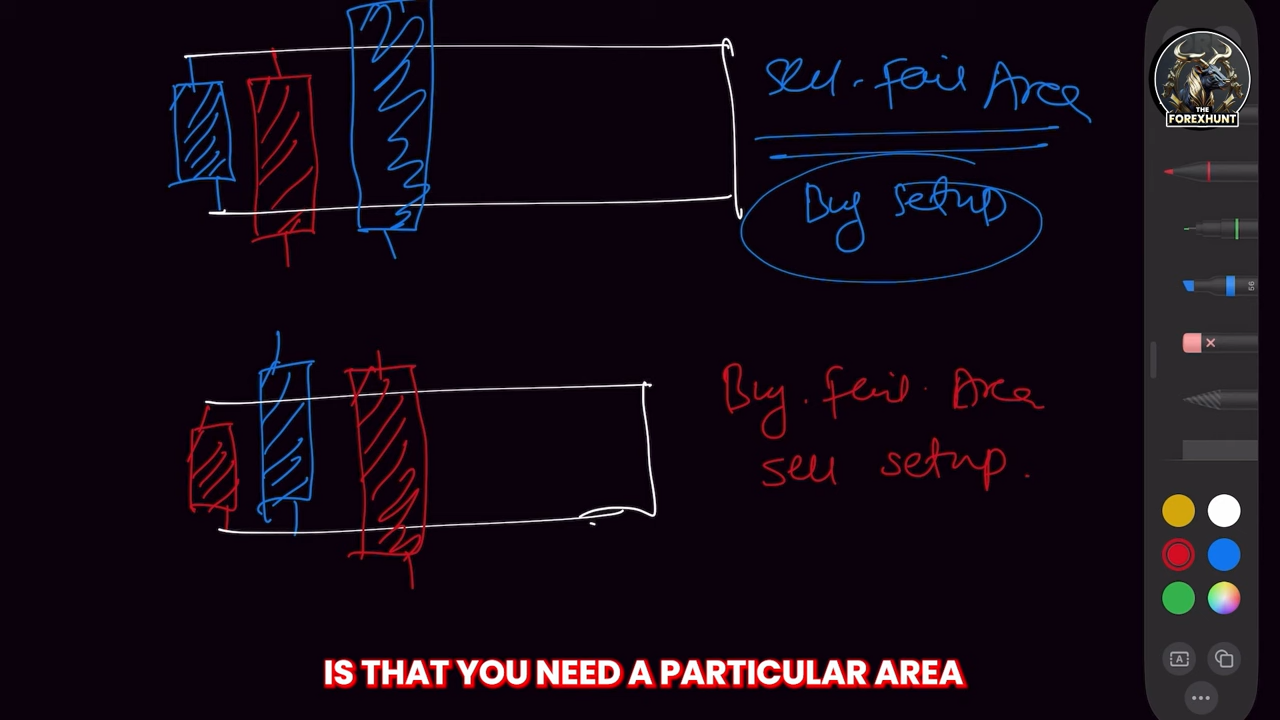 Sell. Fail Area
Buy setup
THE
FOREXHUNT
Buy. Fail. Area
sell setup.
IS THAT YOU NEED A PARTICULAR AREA